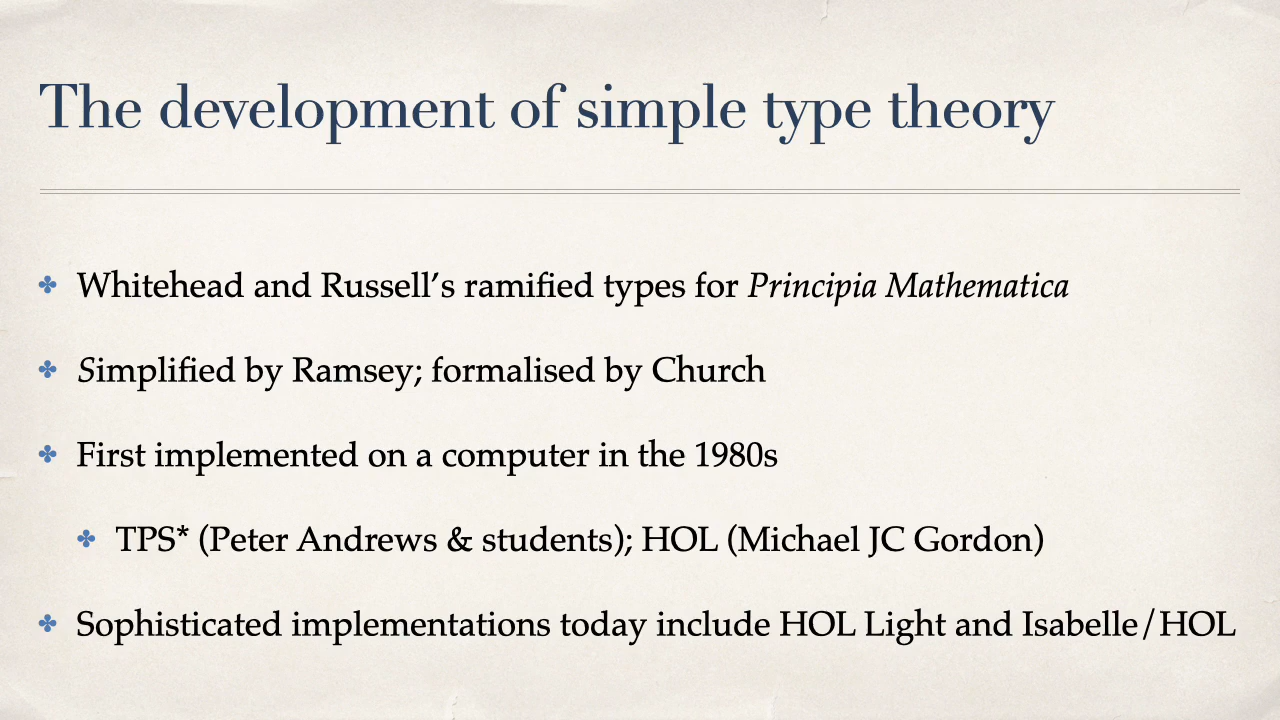 The development of simple type theory
Whitehead and Russell’s ramified types for Principia Mathematica
Simplified by Ramsey; formalised by Church
First implemented on a computer in the 1980s
TPS* (Peter Andrews & students); HOL (Michael JC Gordon)
Sophisticated implementations today include HOL Light and Isabelle/HOL